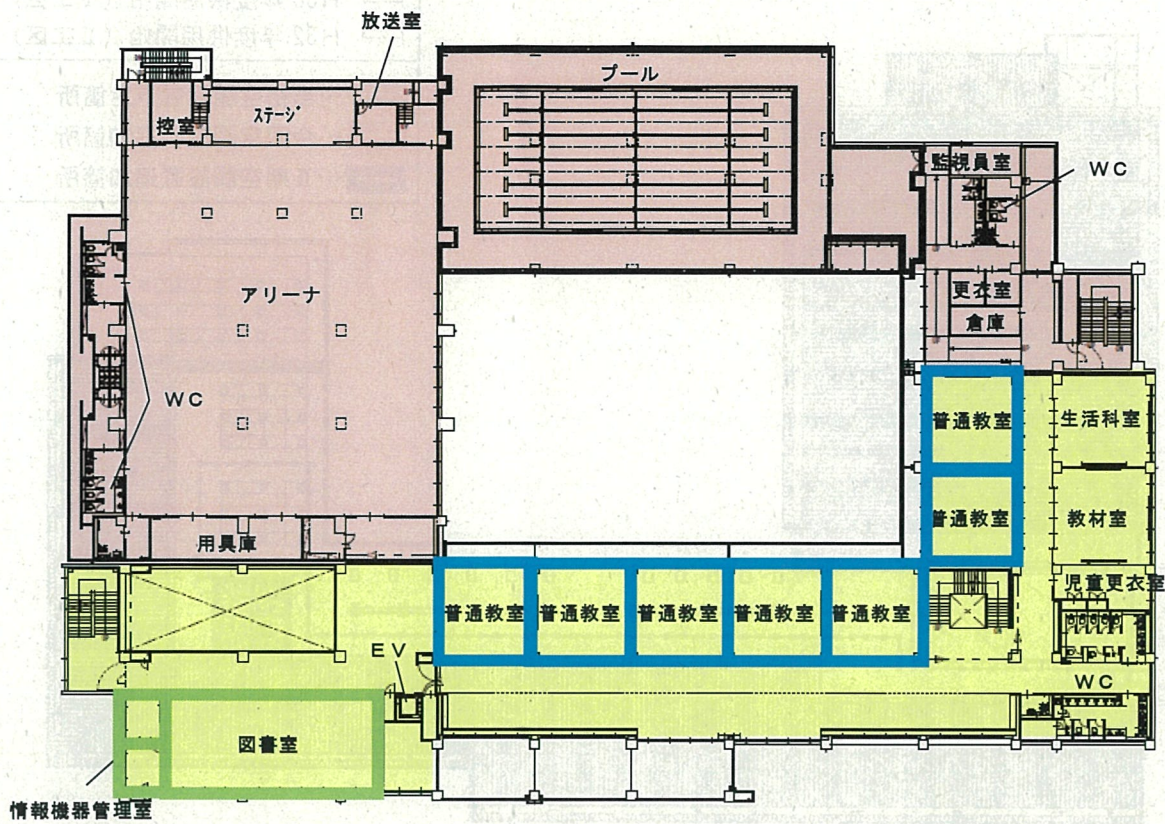 放送室
プール
控室
ｽﾃｰｼﾞ
監視員室
WC
アリーナ
更衣室
倉庫
WC
普通教室
生活科室
普通教室
教材室
用具庫
児童更衣室
普通教室
普通教室
普通教室
普通教室
普通教室
EV
WC
図書室
情報機器管理室